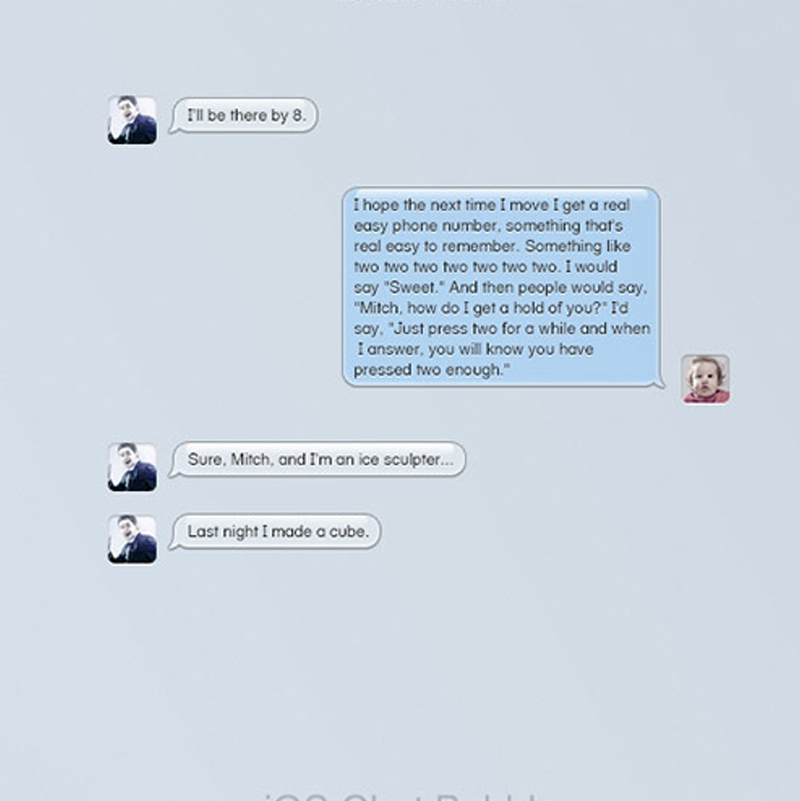 I'll be there by 8.
I hope the next time I move I get a real
easy phone number, something that's
real easy to remember. Something like
two two two two two two two. I would
say "Sweet." And then people would say,
"Mitch, how do I get a hold of you?" I'd
say, "Just press two for a while and when
I answer, you will know you have
pressed two enough."
Sure, Mitch, and I'm an ice sculpter...
Last night I made a cube.